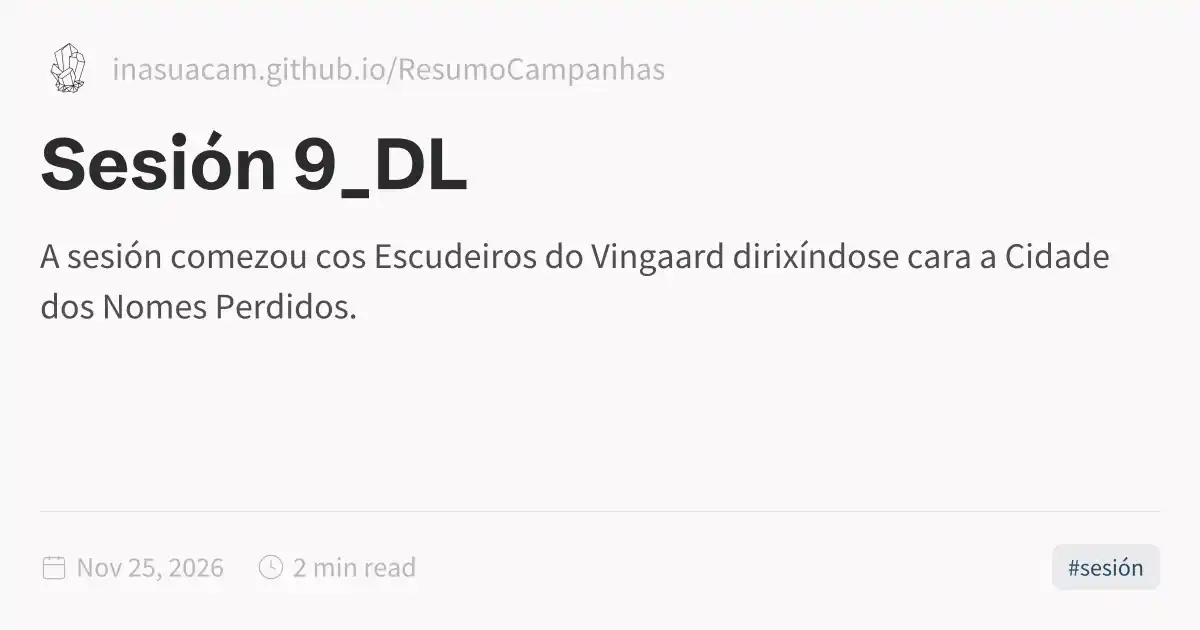 inasuacam.github.io/ResumoCampanhas
Sesión 9_DL
A sesión comezou cos Escudeiros do Vingaard dirixíndose cara a Cidade
dos Nomes Perdidos.
Nov 25, 2026 2 min read
#sesión